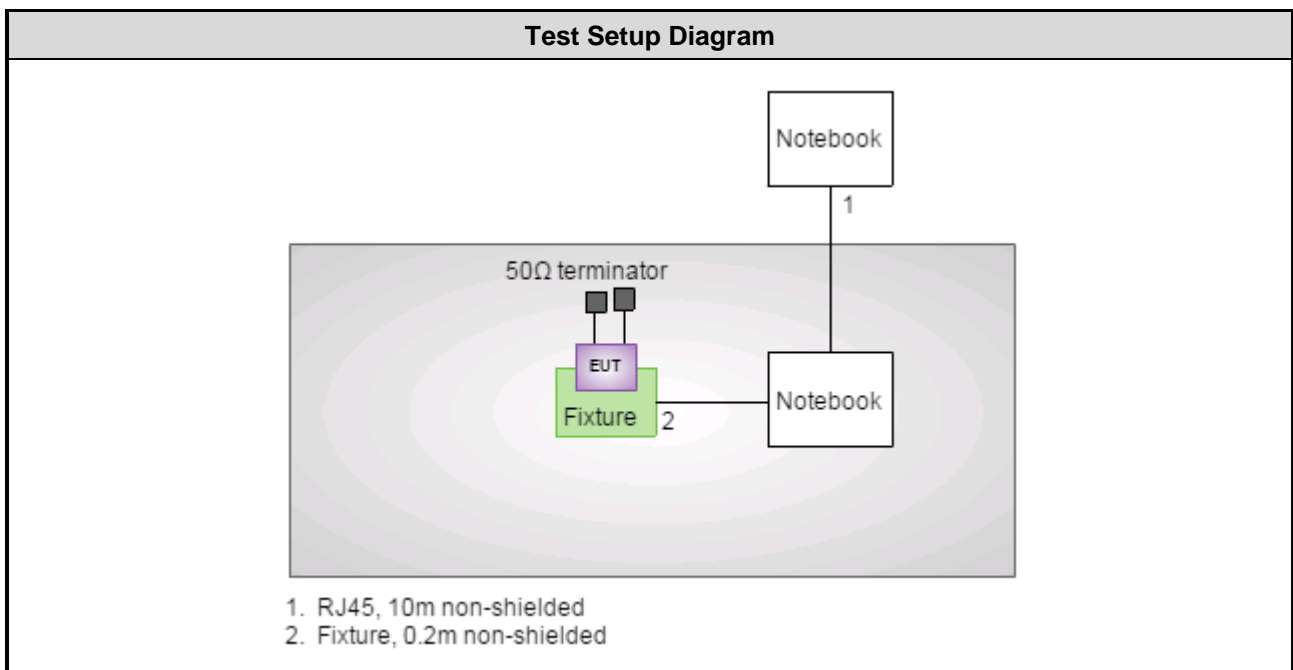 Test Setup Diagram
Notebook
1
50Ω terminator
EUT
Fixture
2
Notebook
1. RJ45, 10m non-shielded
2. Fixture, 0.2m non-shielded